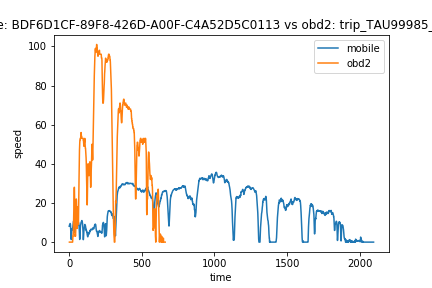 e: BDF6D1CF-89F8-426D-A00F-C4A52D5C0113 vs obd2: trip_TAU99985_
mobile
obd2
speed
100
80
60
40
20
0
0 500 1000 1500 2000
time